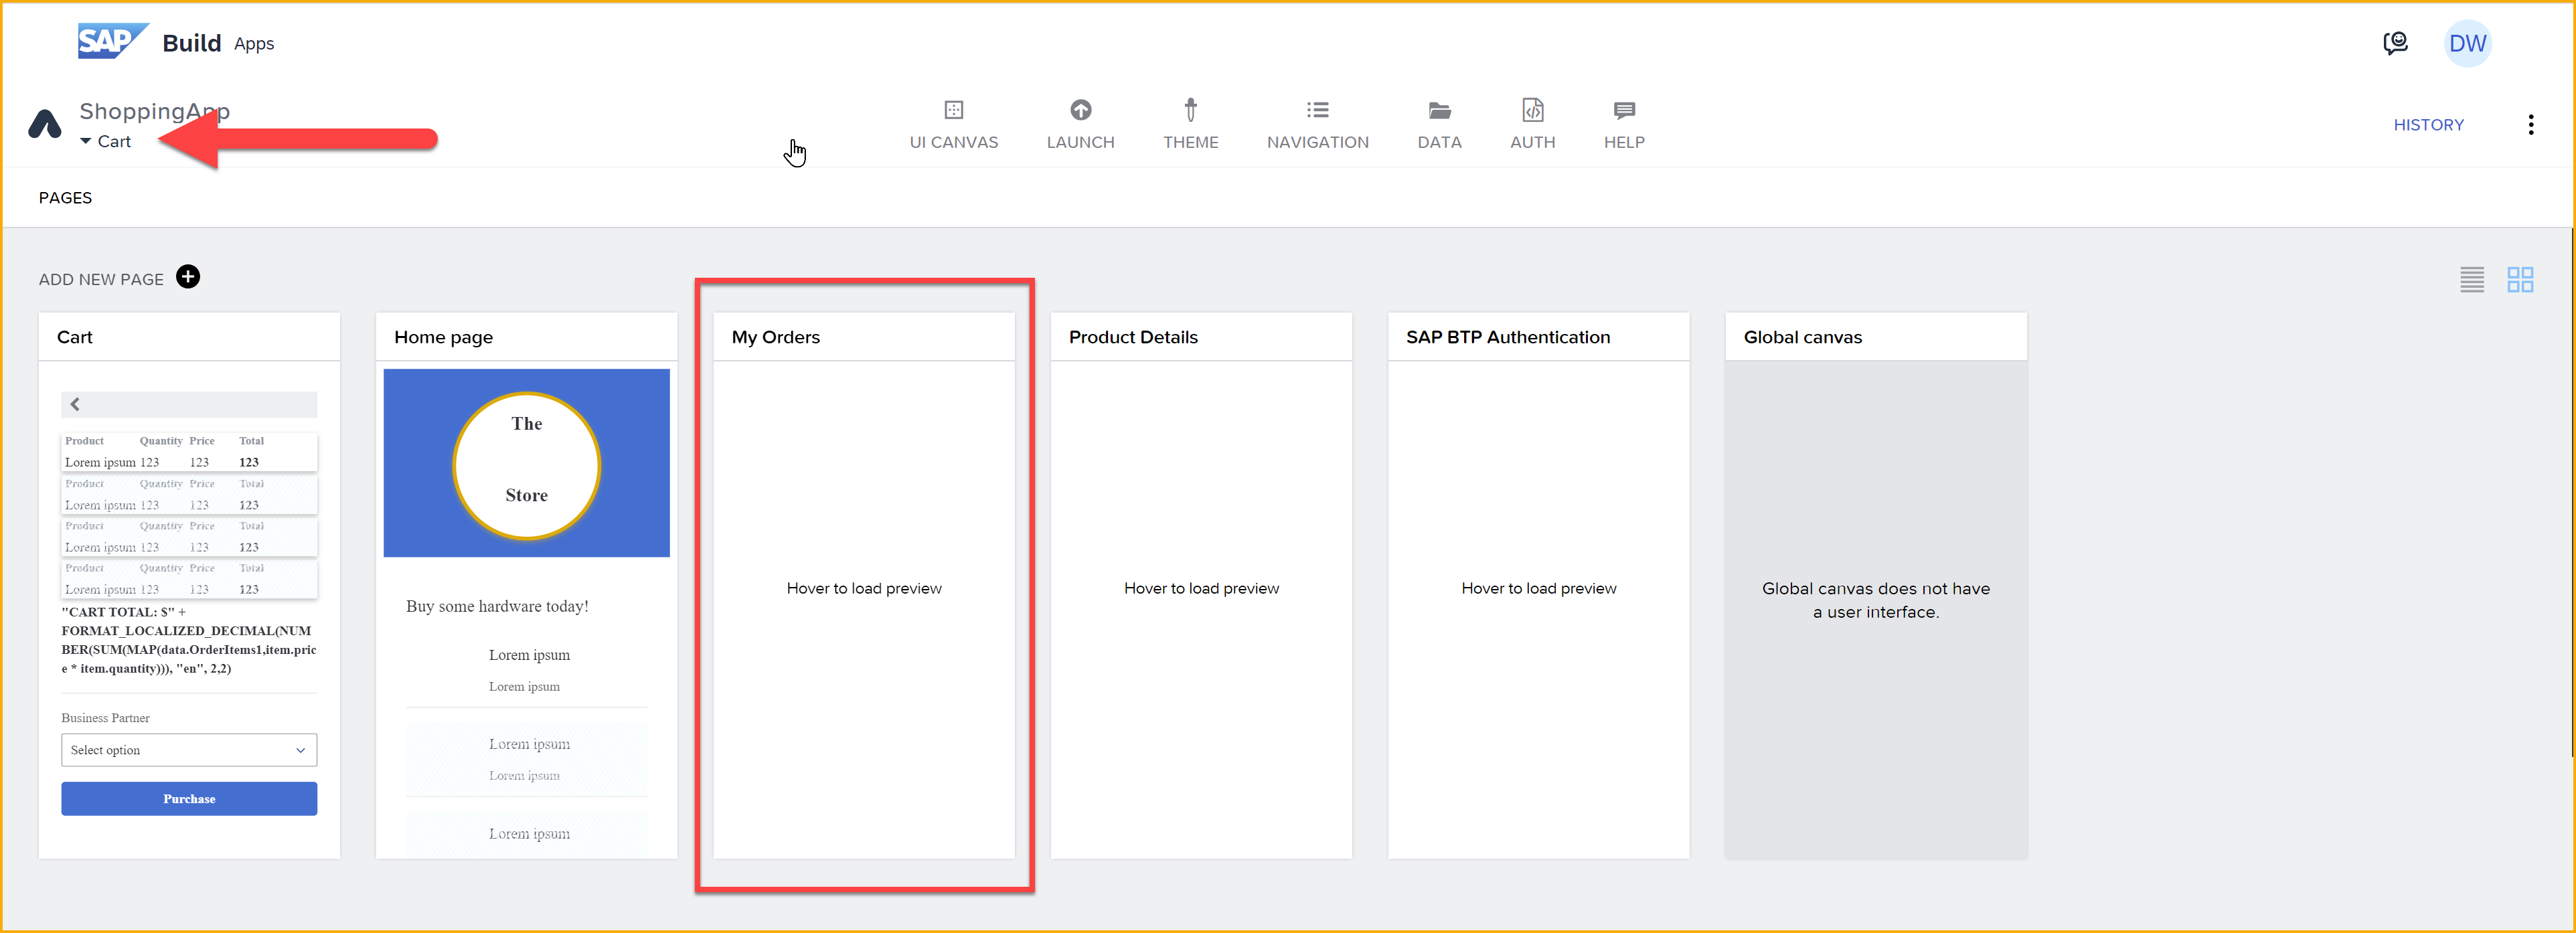 SAP Build Apps
DW
ShoppingApp
Cart
UI CANVAS
LAUNCH
THEME
NAVIGATION
DATA
AUTH
HELP
HISTORY
PAGES
ADD NEW PAGE
Cart
Product Quantity Price Total
Lorem ipsum 123 123 123
Product Quantity Price Total
Lorem ipsum 123 123 123
Product Quantity Price Total
Lorem ipsum 123 123 123
Product Quantity Price Total
Lorem ipsum 123 123 123
"CART TOTAL: $" +
FORMAT_LOCALIZED_DECIMAL(NUM
BER(SUM(MAP(data.OrderItems1,item.pric
e * item.quantity))), "en", 2,2)
Business Partner
Select option
Purchase
Home page
The
Store
Buy some hardware today!
Lorem ipsum
Lorem ipsum
Lorem ipsum
Lorem ipsum
Lorem ipsum
My Orders
Hover to load preview
Product Details
Hover to load preview
SAP BTP Authentication
Hover to load preview
Global canvas
Global canvas does not have
a user interface.